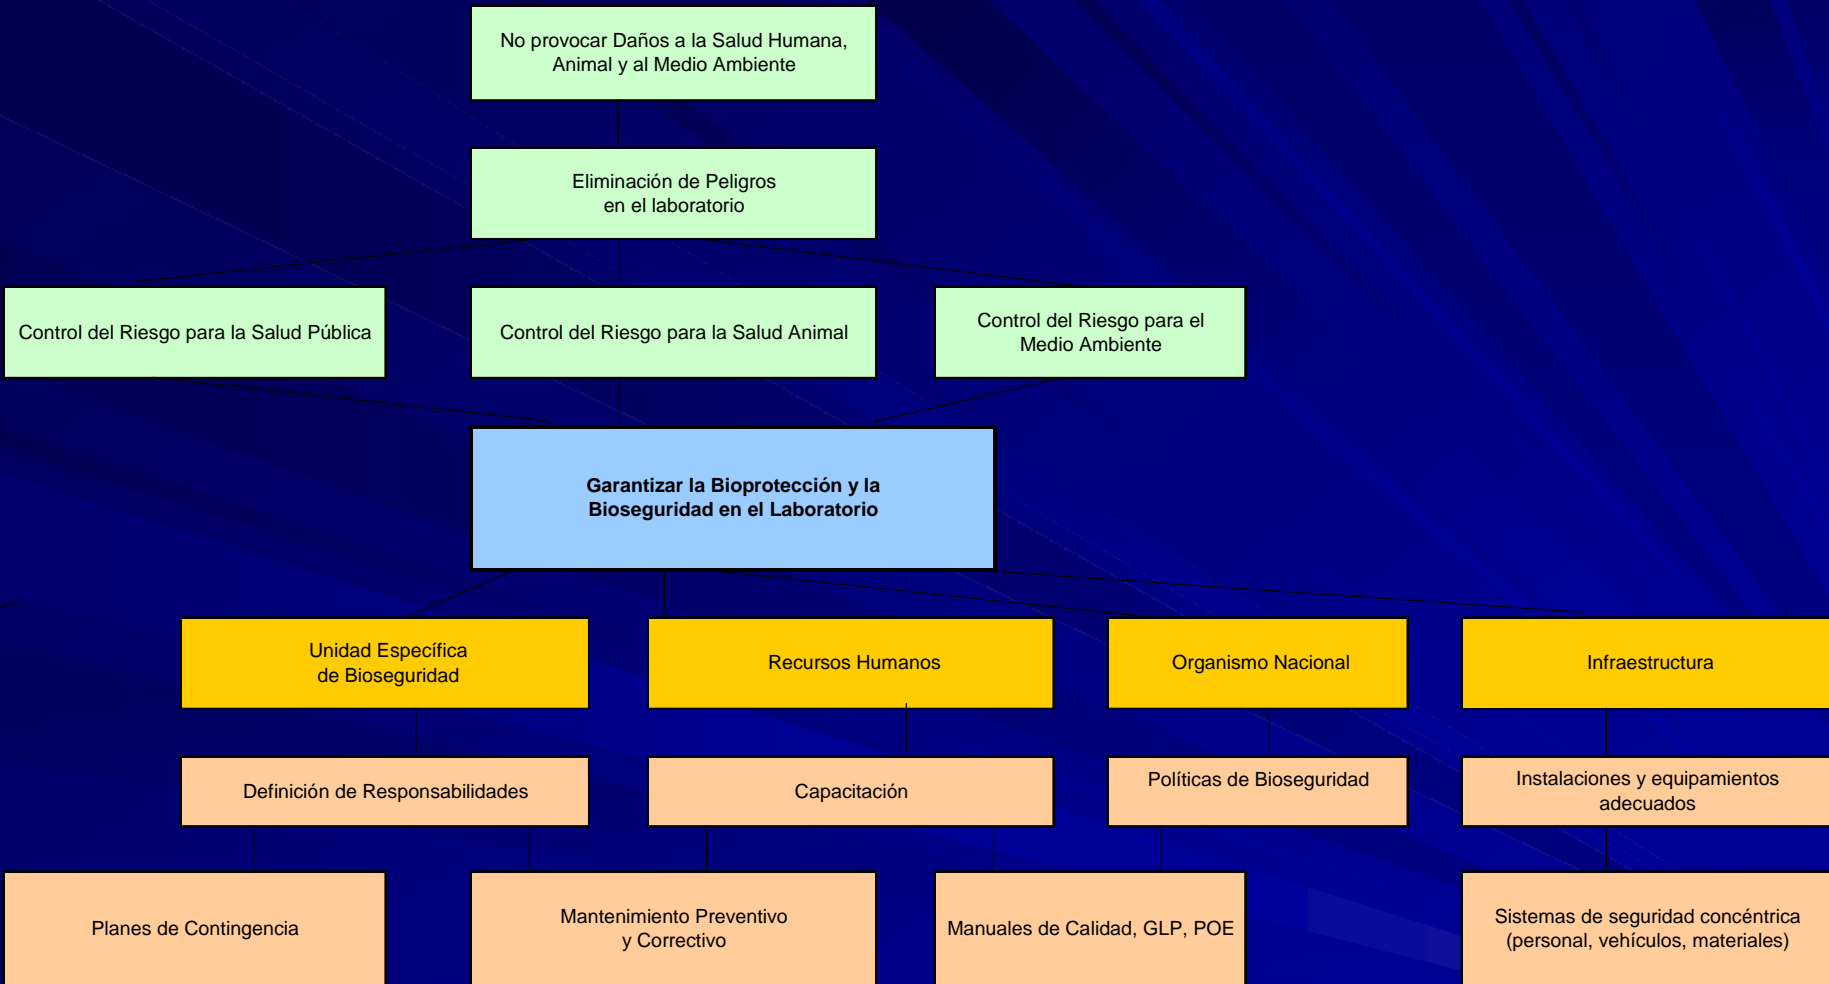 No provocar Daños a la Salud Humana,
Animal y al Medio Ambiente
Eliminación de Peligros
en el laboratorio
Control del Riesgo para la Salud Pública
Control del Riesgo para la Salud Animal
Control del Riesgo para el
Medio Ambiente
Garantizar la Bioprotección y la
Bioseguridad en el Laboratorio
Unidad Específica
de Bioseguridad
Recursos Humanos
Organismo Nacional
Infraestructura
Definición de Responsabilidades
Capacitación
Políticas de Bioseguridad
Instalaciones y equipamientos
adecuados
Planes de Contingencia
Mantenimiento Preventivo
y Correctivo
Manuales de Calidad, GLP, POE
Sistemas de seguridad concéntrica
(personal, vehículos, materiales)